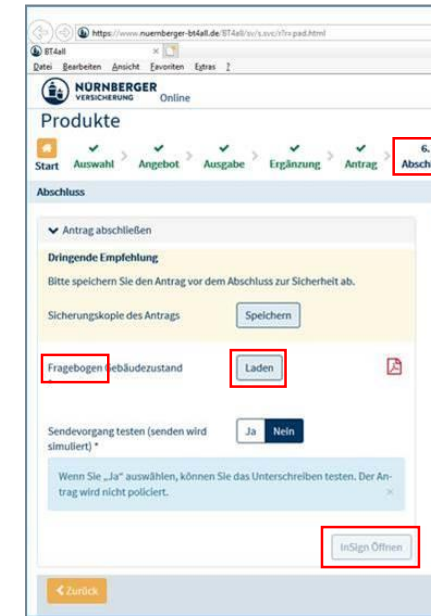 https://www.nuernberger-bt4all.de/BT4all/sv/s.svc/r?rv=pad.html
BT4all
Datei Bearbeiten Ansicht Favoriten Extras ?
NÜRNBERGER
VERSICHERUNG Online
Produkte
6.
Start Auswahl Angebot Ausgabe Ergänzung Antrag Abschl
Abschluss
Antrag abschließen
Dringende Empfehlung
Bitte speichern Sie den Antrag vor dem Abschluss zur Sicherheit ab.
Sicherungskopie des Antrags Speichern
Fragebogen Gebäudezustand Laden
*
Sendevorgang testen (senden wird Ja Nein
simuliert) *
Wenn Sie „Ja" auswählen, können Sie das Unterschreiben testen. Der An-
trag wird nicht policiert. ×
InSign Öffnen
Zurück